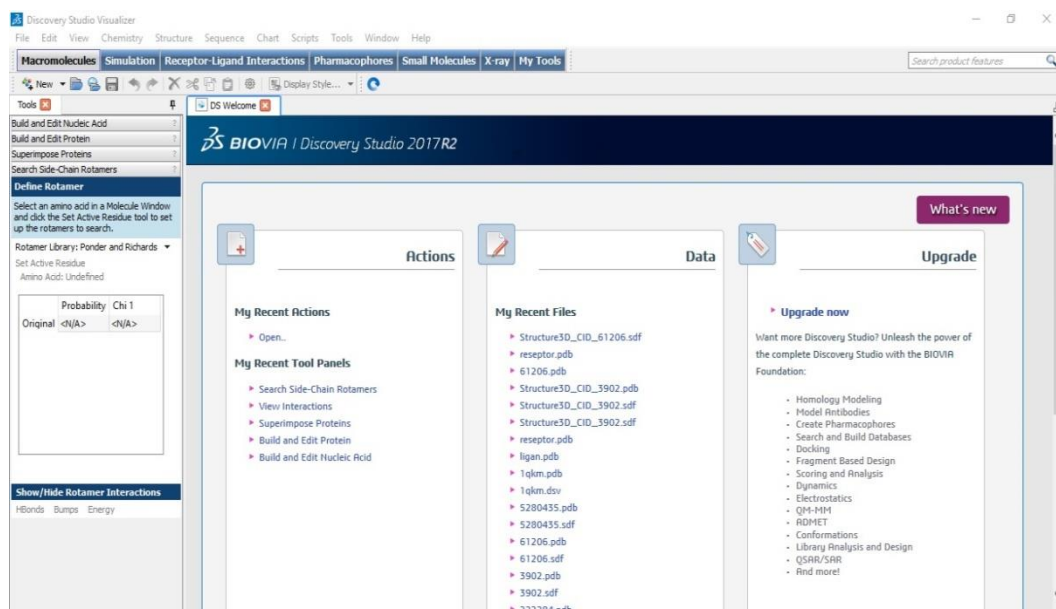 Discovery Studio Visualizer
File Edit View Chemistry Structure Sequence Chart Scripts Tools Window Help
Macromolecules Simulation Receptor-Ligand Interactions Pharmacophores Small Molecules X-ray My Tools
Search product features
New Display Style...
Tools DS Welcome
Build and Edit Nucleic Acid ?
Build and Edit Protein ?
Superimpose Proteins ?
Search Side-Chain Rotamers ?
Define Rotamer
Select an amino acid in a Molecule Window
and click the Set Active Residue tool to set
up the rotamers to search.
Rotamer Library: Ponder and Richards
Set Active Residue
Amino Acid: Undefined
Probability Chi 1
Original <N/A> <N/A>
Show/Hide Rotamer Interactions
HBonds Bumps Energy
3S BIOVIA | Discovery Studio 2017R2
What's new
Actions
My Recent Actions
Open..
My Recent Tool Panels
Search Side-Chain Rotamers
View Interactions
Superimpose Proteins
Build and Edit Protein
Build and Edit Nucleic Acid
Data
My Recent Files
Structure3D_CID_61206.sdf
reseptor.pdb
61206.pdb
Structure3D_CID_3902.pdb
Structure3D_CID_3902.sdf
Structure3D_CID_3902.sdf
reseptor.pdb
ligan.pdb
1qkm.pdb
1qkm.dsv
5280435.pdb
5280435.sdf
61206.pdb
61206.sdf
3902.pdb
3902.sdf
Upgrade
Upgrade now
Want more Discovery Studio? Unleash the power of
the complete Discovery Studio with the BIOVIA
Foundation:
- Homology Modeling
- Model Antibodies
- Create Pharmacophores
- Search and Build Databases
- Docking
- Fragment Based Design
- Scoring and Analysis
- Dynamics
- Electrostatics
- QM-MM
- ADMET
- Conformations
- Library Analysis and Design
- QSAR/SAR
- And more!